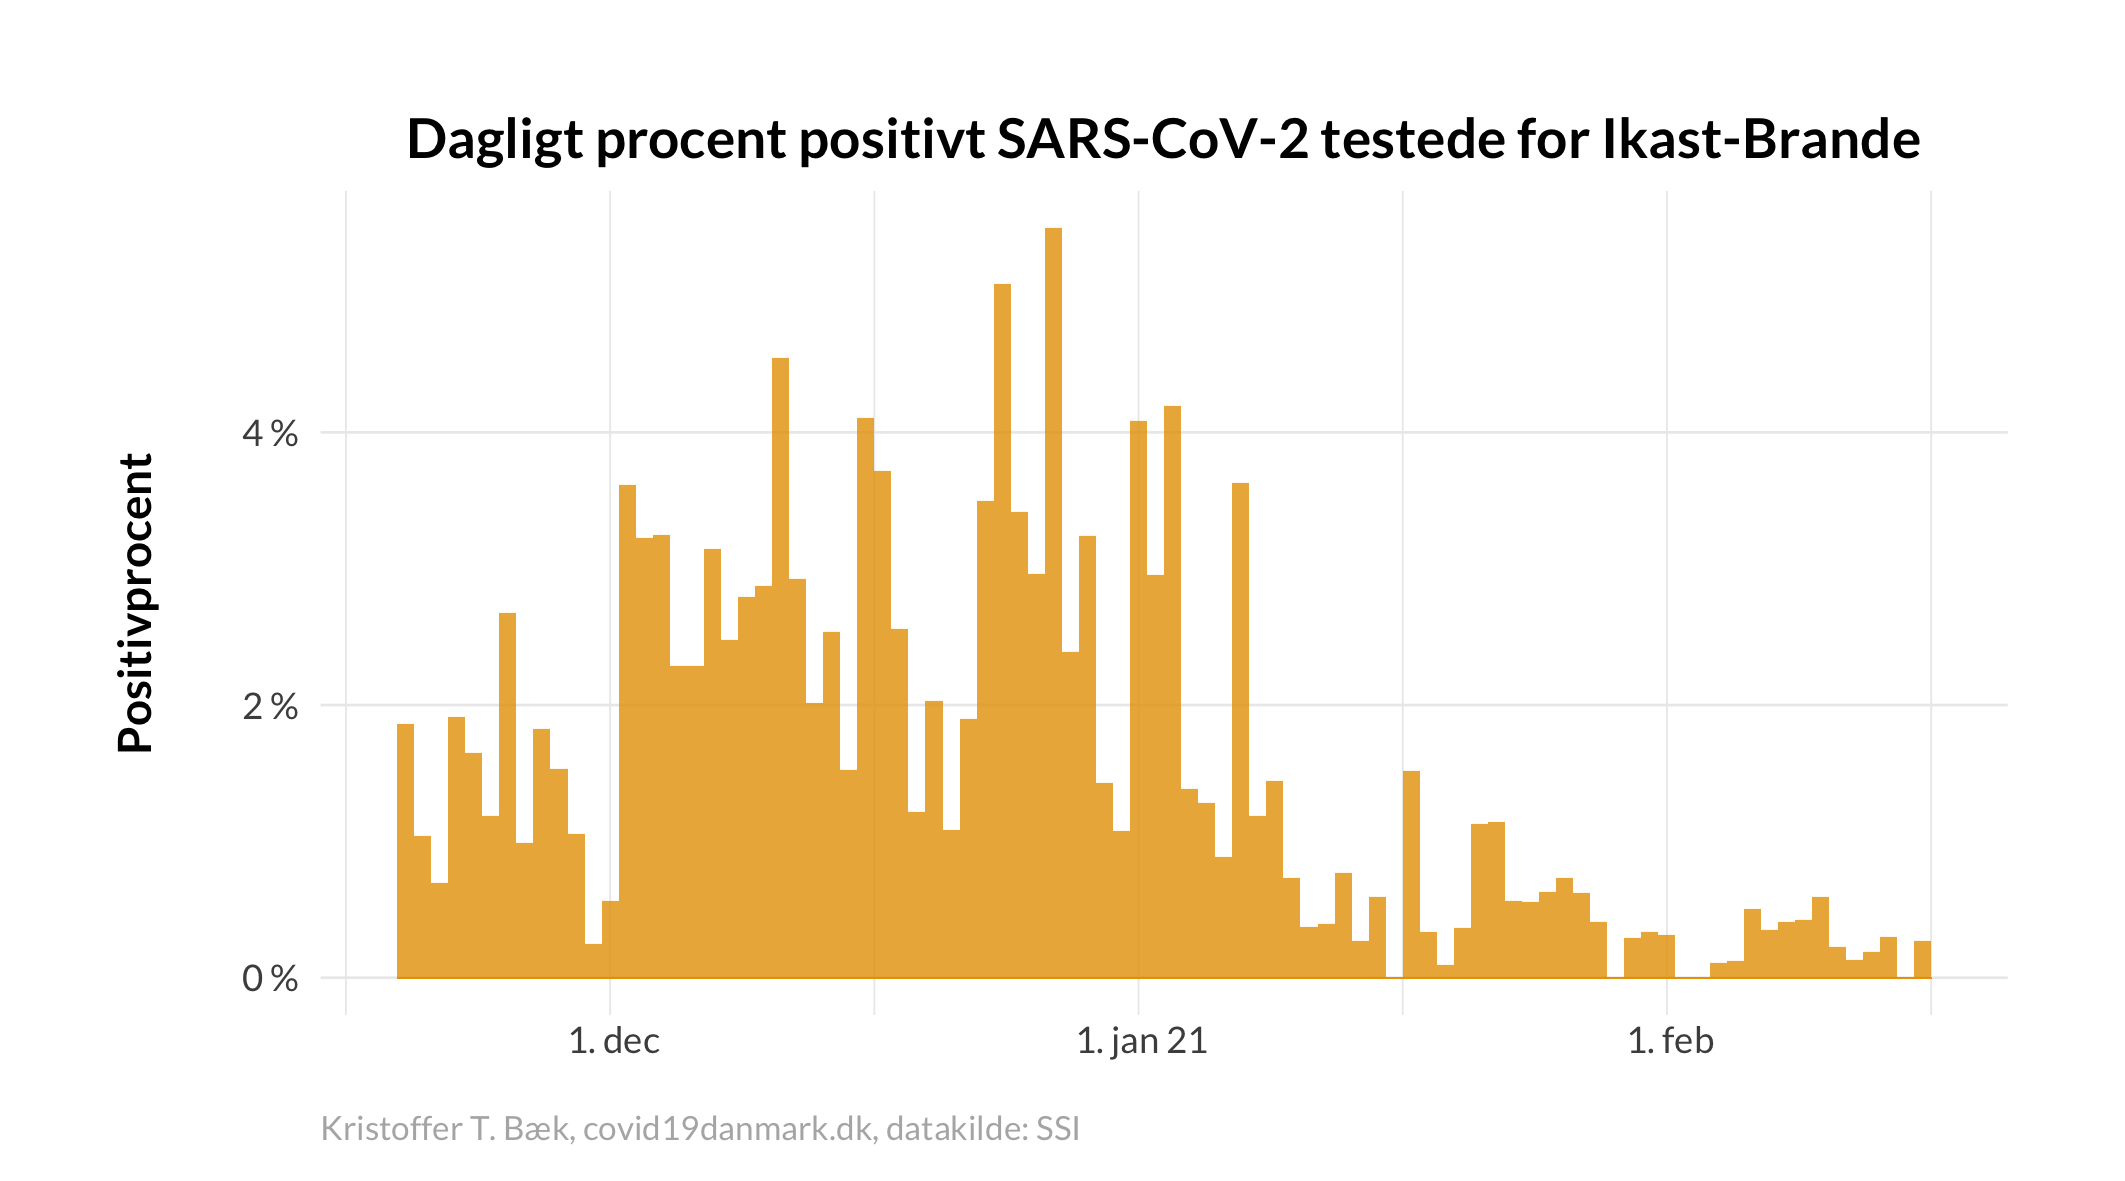 Dagligt procent positivt SARS-CoV-2 testede for Ikast-Brande
Positivprocent
4 %
2 %
0 %
1. dec
1. jan 21
1. feb
Kristoffer T. Bæk, covid19danmark.dk, datakilde: SSI